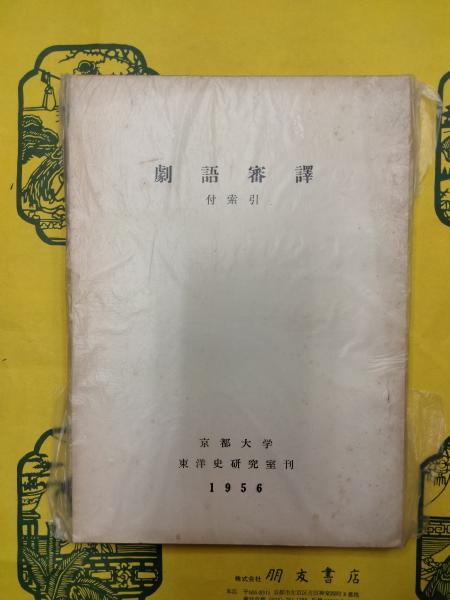 劇語審譯
付索引
京都大学
東洋史研究室刊
1956
株式会社 朋友書店